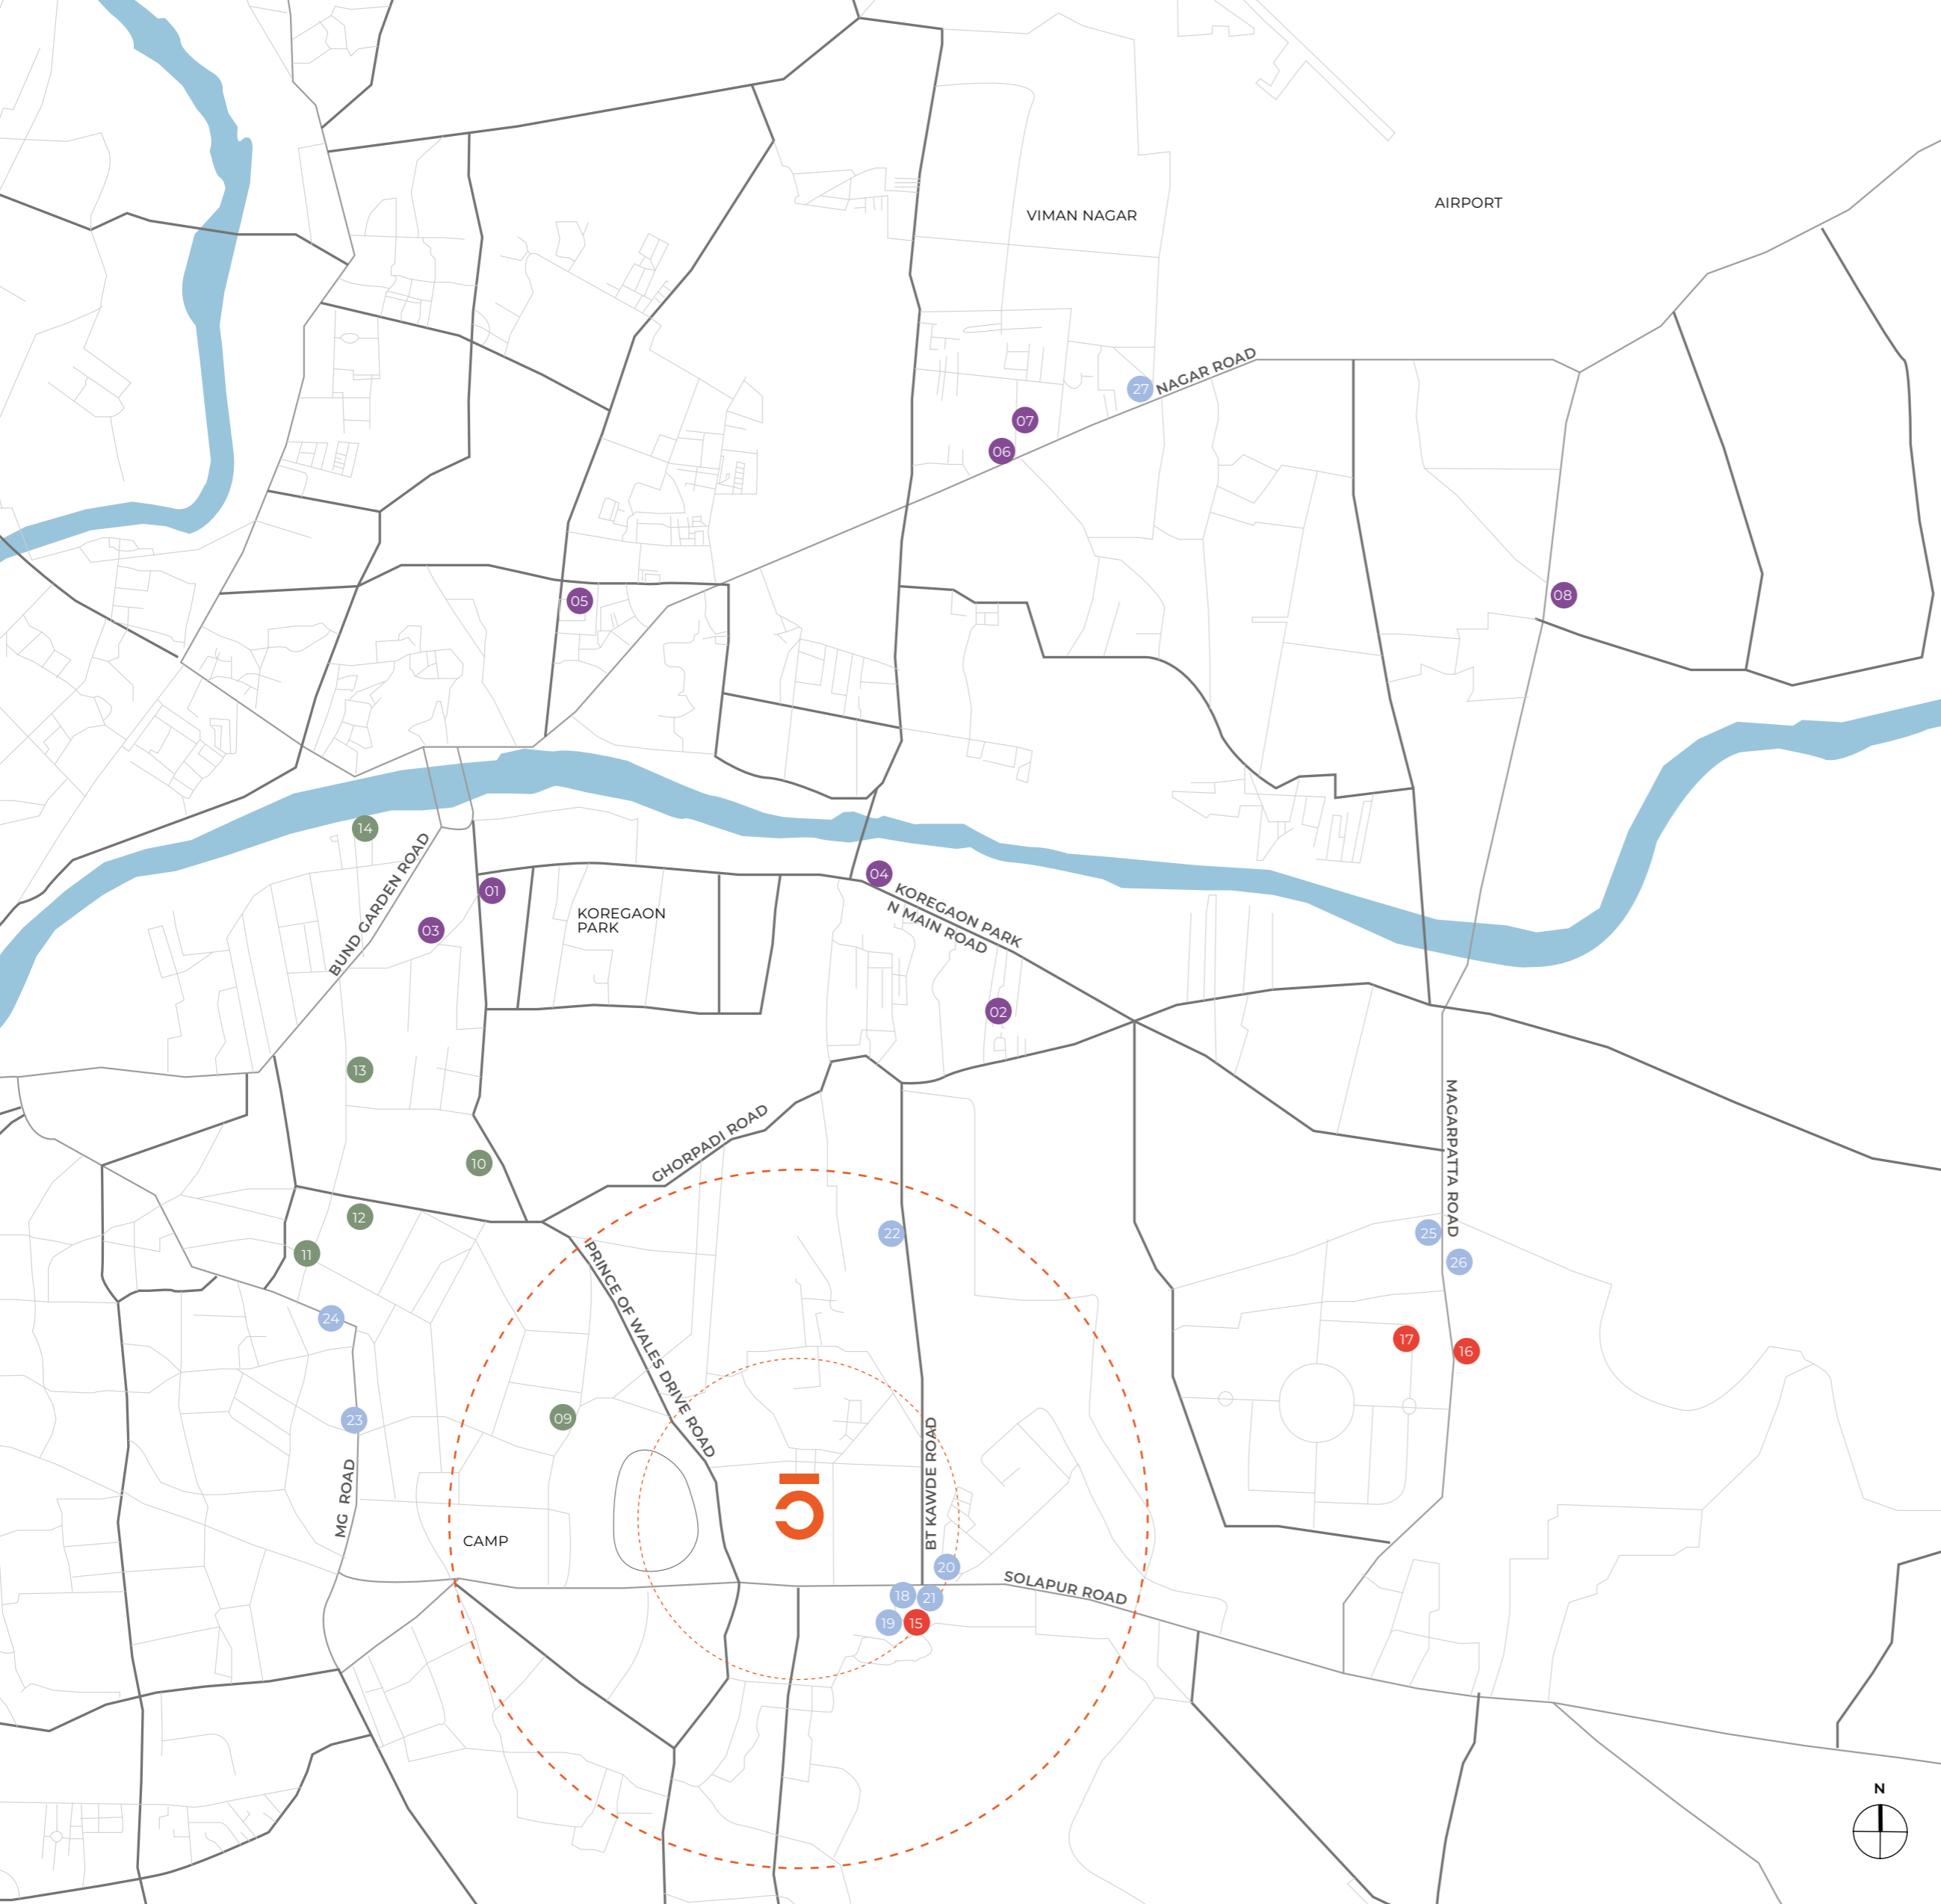 AIRPORT
VIMAN NAGAR
NAGAR ROAD
27
07
06
05
08
14
BUND GARDEN ROAD
01
03
KOREGAON
PARK
04
KOREGAON PARK
N MAIN ROAD
02
13
GHORPADI ROAD
MAGARPATTA ROAD
10
12
11
22
25
26
PRINCE OF WALES DRIVE ROAD
24
17
16
23
09
BT KAWDE ROAD
MG ROAD
CAMP
20
SOLAPUR ROAD
18
21
19
15
N